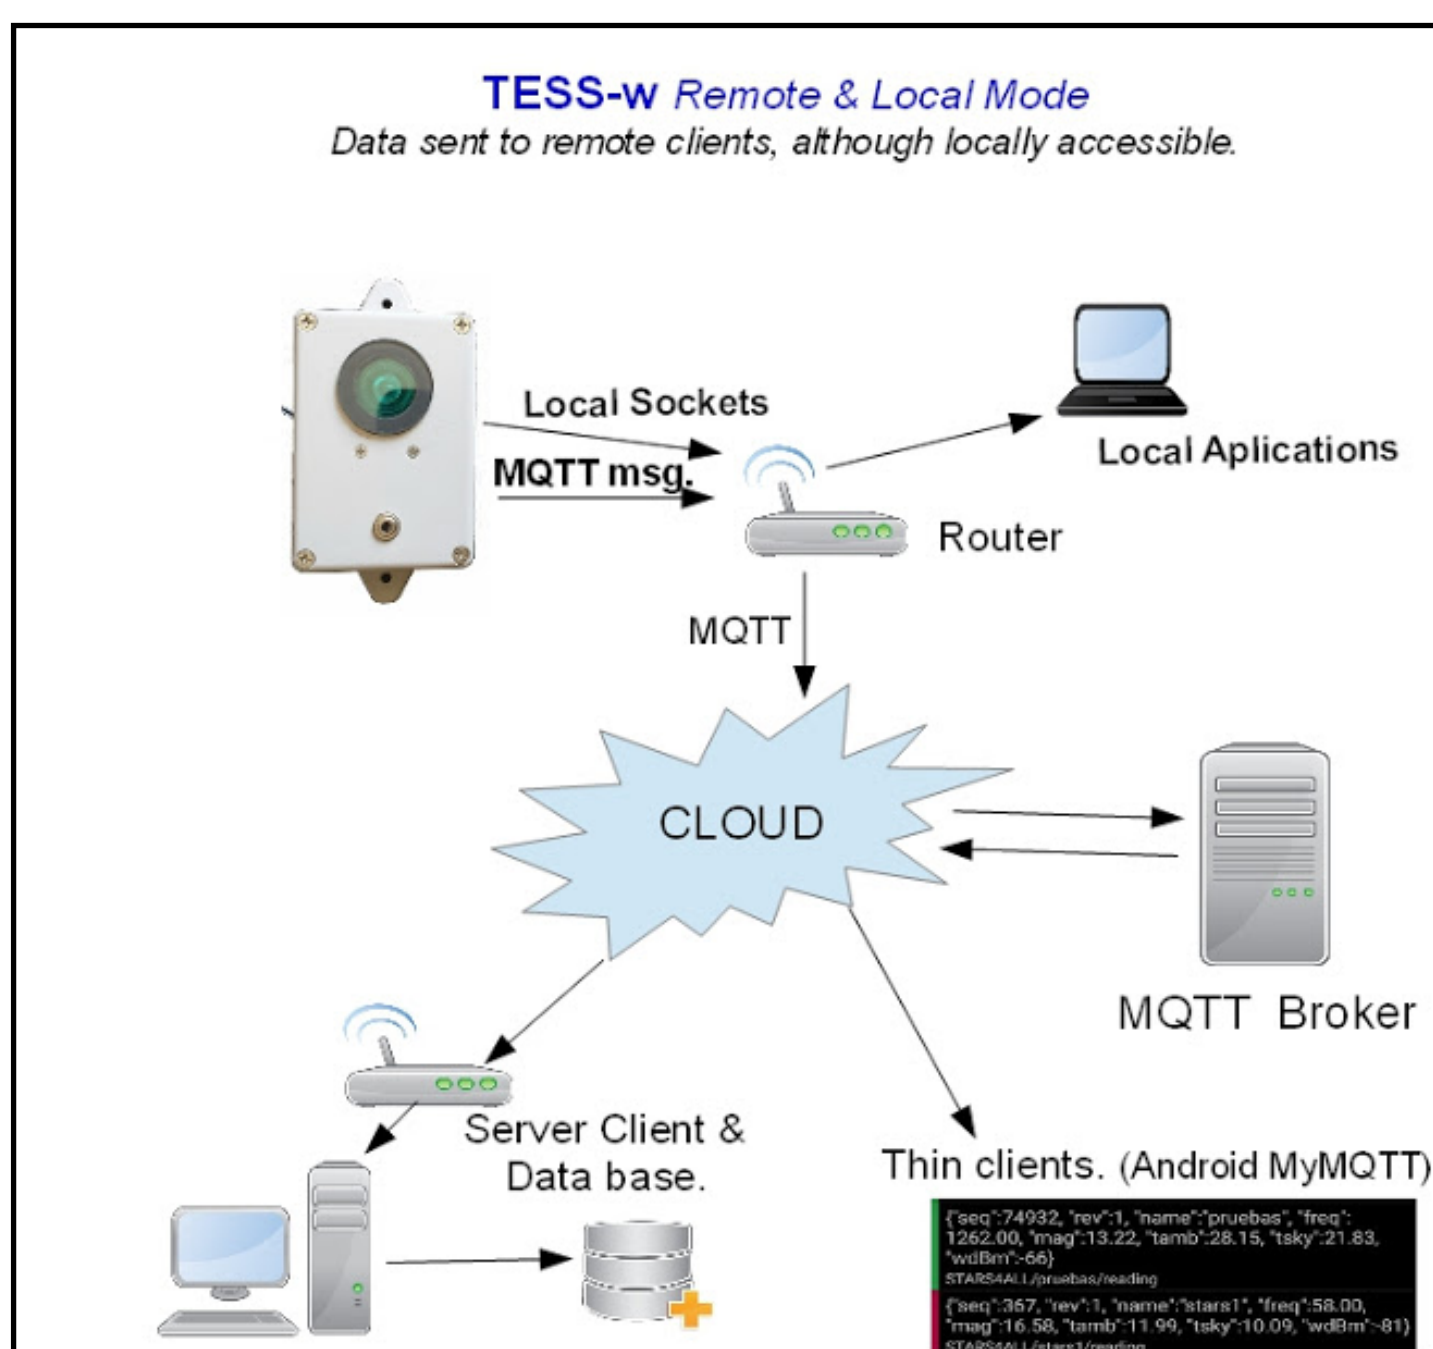 TESS-w Remote & Local Mode
Data sent to remote clients, although locally accessible.
Local Sockets
MQTT msg.
Local Aplications
Router
MQTT
CLOUD
MQTT Broker
Server Client &
Data base.
Thin clients. (Android MyMQTT)
{"seq":74932, "rev":1, "name":"pruebas", "freq":
1262.00, "mag":13.22, "tamb":28.15, "tsky":21.83,
"wdBm":-66}
STARS4ALL/pruebas/reading
{"seq":367, "rev":1, "name":"stars1", "freq":58.00,
"mag":16.58, "tamb":11.99, "tsky":10.09, "wdBm":-81}
STARS4ALL/stars1/reading